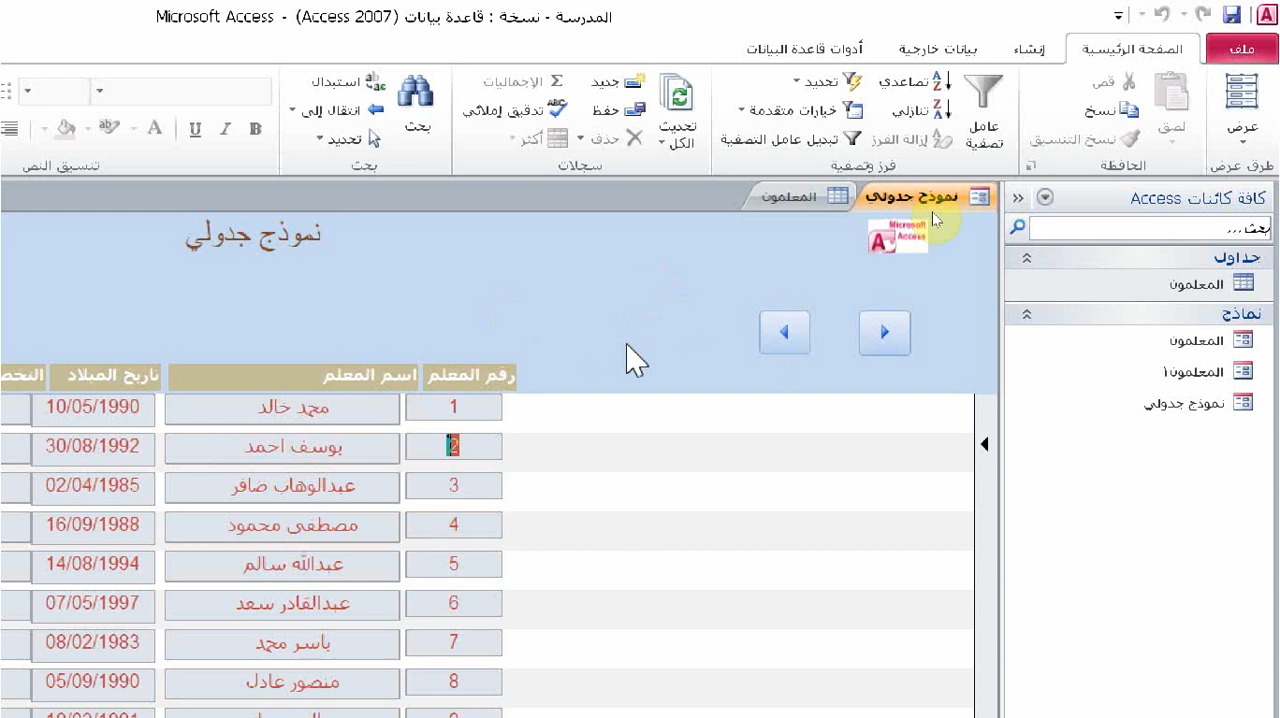 المدرسة - نسخة : قاعدة بيانات (Access 2007) - Microsoft Access
ملف
الصفحة الرئيسية
إنشاء
بيانات خارجية
أدوات قاعدة البيانات
عرض
طرق عرض
لصق
قص
نسخ
نسخ التنسيق
الحافظة
عامل تصفية
تصاعدي
تنازلي
إزالة الفرز
تحديد
خيارات متقدمة
تبديل عامل التصفية
فرز وتصفية
تحديث الكل
جديد
حفظ
حذف
الإجماليات
تدقيق إملائي
أكثر
سجلات
بحث
استبدال
انتقال إلى
تحديد
بحث
تنسيق النص
كافة كائنات Access
بحث...
جداول
المعلمون
نماذج
المعلمون
المعلمون١
نموذج جدولي
نموذج جدولي
المعلمون
Microsoft Access
نموذج جدولي
رقم المعلم اسم المعلم تاريخ الميلاد
1 محمد خالد 10/05/1990
2 يوسف احمد 30/08/1992
3 عبدالوهاب ضافر 02/04/1985
4 مصطفى محمود 16/09/1988
5 عبدالله سالم 14/08/1994
6 عبدالقادر سعد 07/05/1997
7 ياسر محمد 08/02/1983
8 منصور عادل 05/09/1990